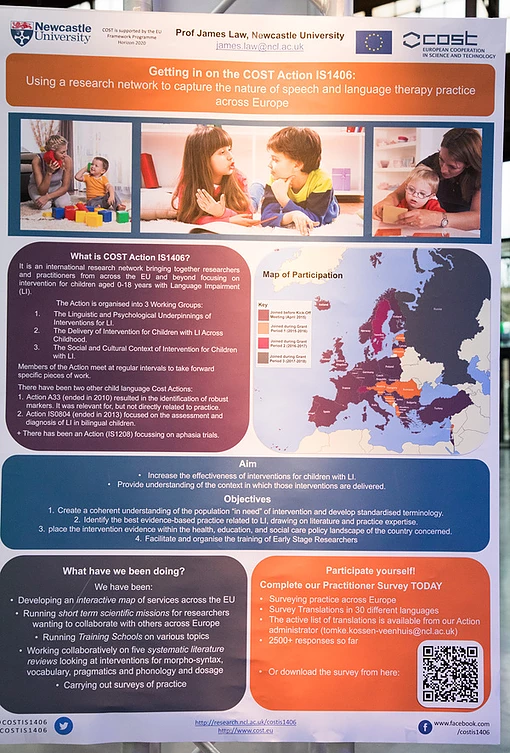 Newcastle
University
COST is supported by the EU
Framework Programme
Horizon 2020
Prof James Law, Newcastle University
james.law@ncl.ac.uk
cost
EUROPEAN COOPERATION
IN SCIENCE AND TECHNOLOGY
Getting in on the COST Action IS1406:
Using a research network to capture the nature of speech and language therapy practice
across Europe
What is COST Action IS1406?
It is an international research network bringing together researchers
and practitioners from across the EU and beyond focusing on
intervention for children aged 0-18 years with Language Impairment
(LI).
The Action is organised into 3 Working Groups:
1. The Linguistic and Psychological Underpinnings of
Interventions for LI.
2. The Delivery of Intervention for Children with LI Across
Childhood.
3. The Social and Cultural Context of Intervention for Children
with LI.
Members of the Action meet at regular intervals to take forward
specific pieces of work.
There have been two other child language Cost Actions:
1. Action A33 (ended in 2010) resulted in the identification of robust
markers. It was relevant for, but not directly related to practice.
2. Action IS0804 (ended in 2013) focused on the assessment and
diagnosis of LI in bilingual children.
+ There has been an Action (IS1208) focussing on aphasia trials.
Map of Participation
Key
Joined before Kick-Off
Meeting (April 2015)
Joined during Grant
Period 1 (2015-2016)
Joined during Grant
Period 2 (2016-2017)
Joined during Grant
Period 3 (2017-2018)
Aim
• Increase the effectiveness of interventions for children with LI.
• Provide understanding of the context in which those interventions are delivered.
Objectives
1. Create a coherent understanding of the population "in need" of intervention and develop standardised terminology.
2. Identify the best evidence-based practice related to LI, drawing on literature and practice expertise.
3. place the intervention evidence within the health, education, and social care policy landscape of the country concerned.
4. Facilitate and organise the training of Early Stage Researchers
What have we been doing?
We have been:
• Developing an interactive map of services across the EU
• Running short term scientific missions for researchers
wanting to collaborate with others across Europe
• Running Training Schools on various topics
• Working collaboratively on five systematic literature
reviews looking at interventions for morpho-syntax,
vocabulary, pragmatics and phonology and dosage
• Carrying out surveys of practice
Participate yourself!
Complete our Practitioner Survey TODAY
• Surveying practice across Europe
• Survey Translations in 30 different languages
• The active list of translations is available from our Action
administrator (tomke.kossen-veenhuis@ncl.ac.uk)
• 2500+ responses so far
• Or download the survey from here:
COSTIS1406
COSTIS1406
http://research.ncl.ac.uk/costis1406
http://www.cost.eu
www.facebook.com
/costis1406